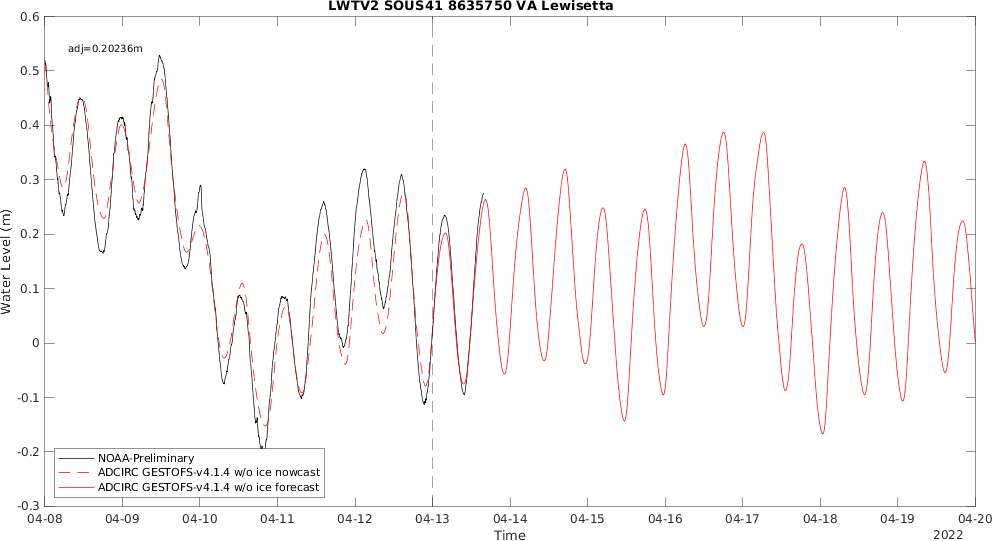 LWTV2 SOUS41 8635750 VA Lewisetta
adj=0.20236m
Water Level (m)
0.6
0.5
0.4
0.3
0.2
0.1
0
-0.1
-0.2
-0.3
NOAA-Preliminary
ADCIRC GESTOFS-v4.1.4 w/o ice nowcast
ADCIRC GESTOFS-v4.1.4 w/o ice forecast
04-08 04-09 04-10 04-11 04-12 04-13 04-14 04-15 04-16 04-17 04-18 04-19 04-20
Time
2022